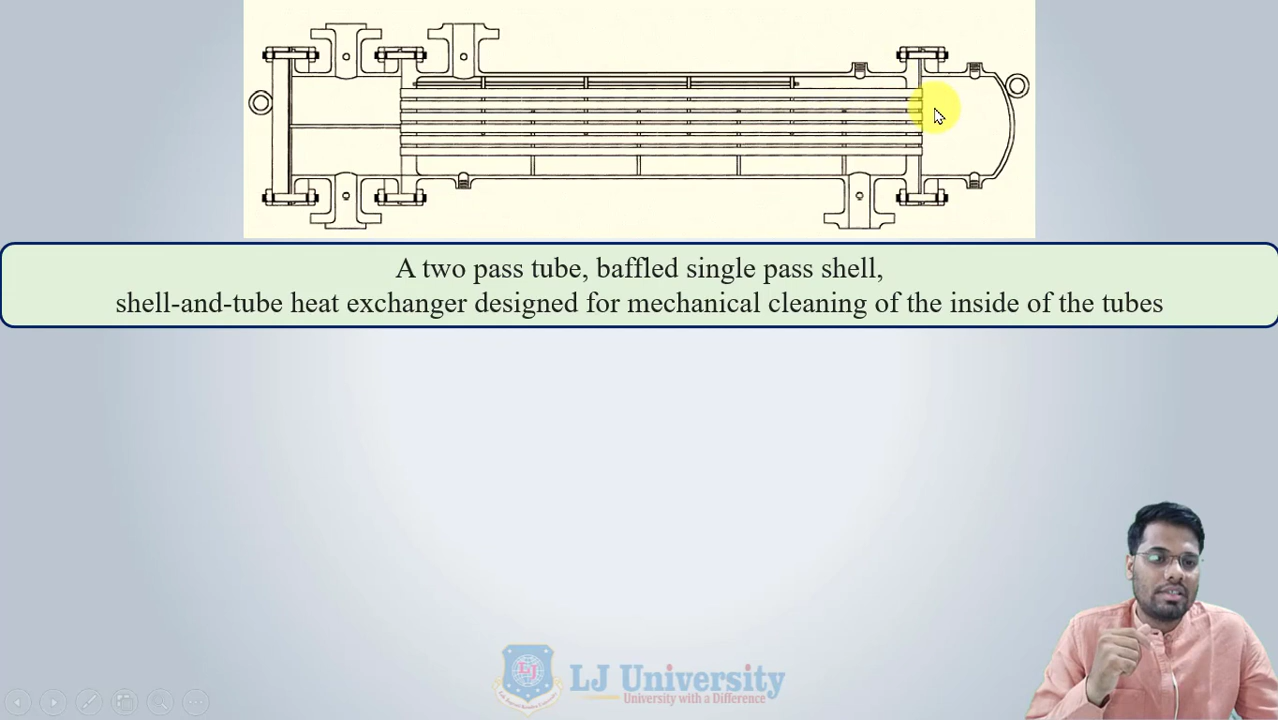 A two pass tube, baffled single pass shell,
shell-and-tube heat exchanger designed for mechanical cleaning of the inside of the tubes
LJ
LJ University
University with a Difference